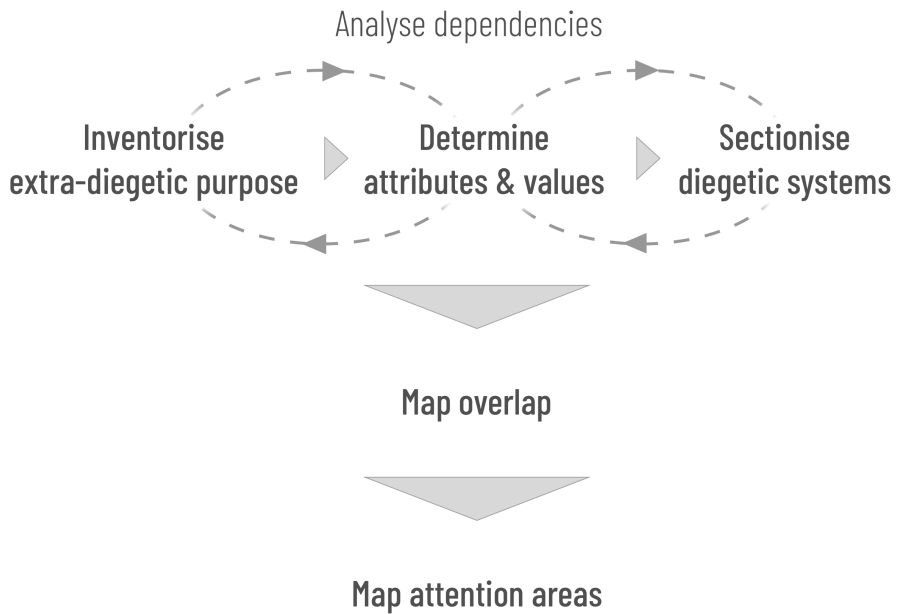 Analyse dependencies
Inventorise
extra-diegetic purpose
Determine
attributes & values
Sectionise
diegetic systems
Map overlap
Map attention areas